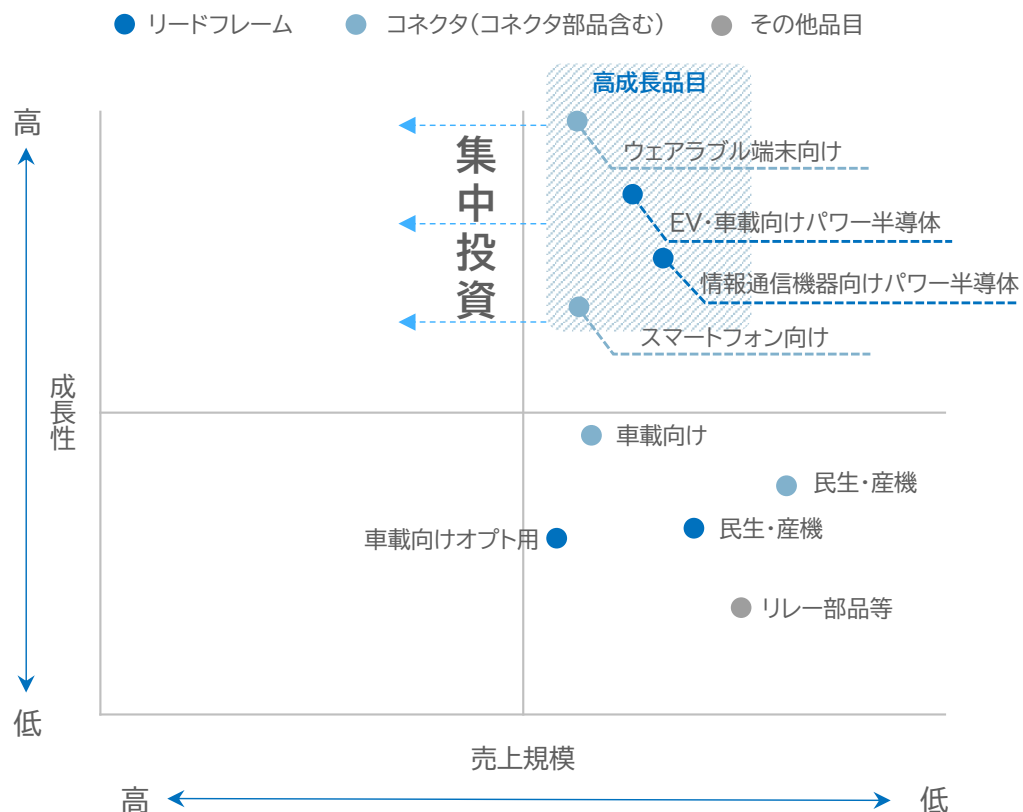 リードフレーム
コネクタ(コネクタ部品含む)
その他品目
高成長品目
高
集中投資
ウェアラブル端末向け
EV・車載向けパワー半導体
情報通信機器向けパワー半導体
スマートフォン向け
成長性
車載向け
民生・産機
車載向けオプト用
民生・産機
リレー部品等
低
売上規模
高
低